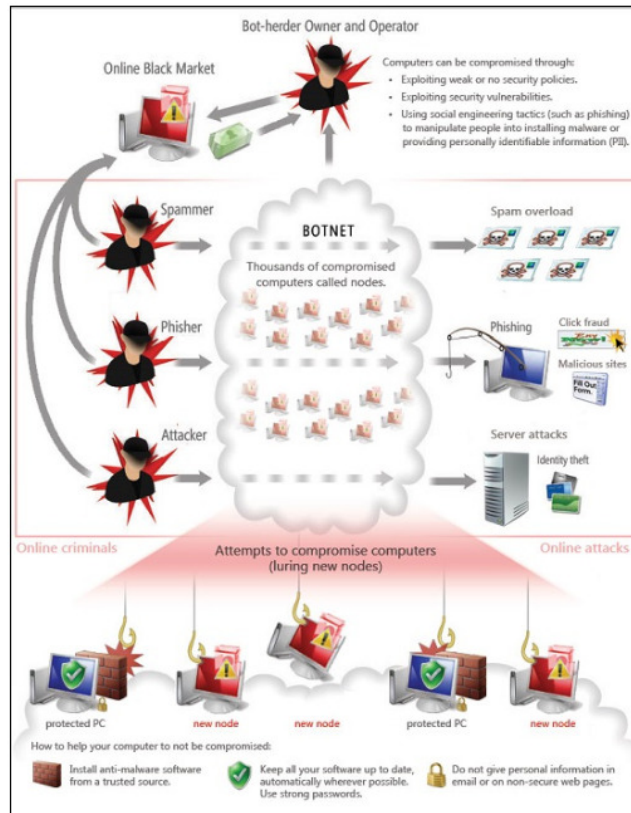 Bot-herder Owner and Operator
Online Black Market
Computers can be compromised through:
• Exploiting weak or no security policies.
• Exploiting security vulnerabilities.
• Using social engineering tactics (such as phishing)
to manipulate people into installing malware or
providing personally identifiable information (PII).
Spammer
BOTNET
Spam overload
Thousands of compromised
computers called nodes.
Phisher
Phishing
Click fraud
Malicious sites
Fill Out
Form.
Attacker
Server attacks
Identity theft
Online criminals
Attempts to compromise computers
(luring new nodes)
Online attacks
protected PC
new node
new node
protected PC
new node
How to help your computer to not be compromised:
Install anti-malware software
from a trusted source.
Keep all your software up to date,
automatically wherever possible.
Use strong passwords.
Do not give personal information in
email or on non-secure web pages.